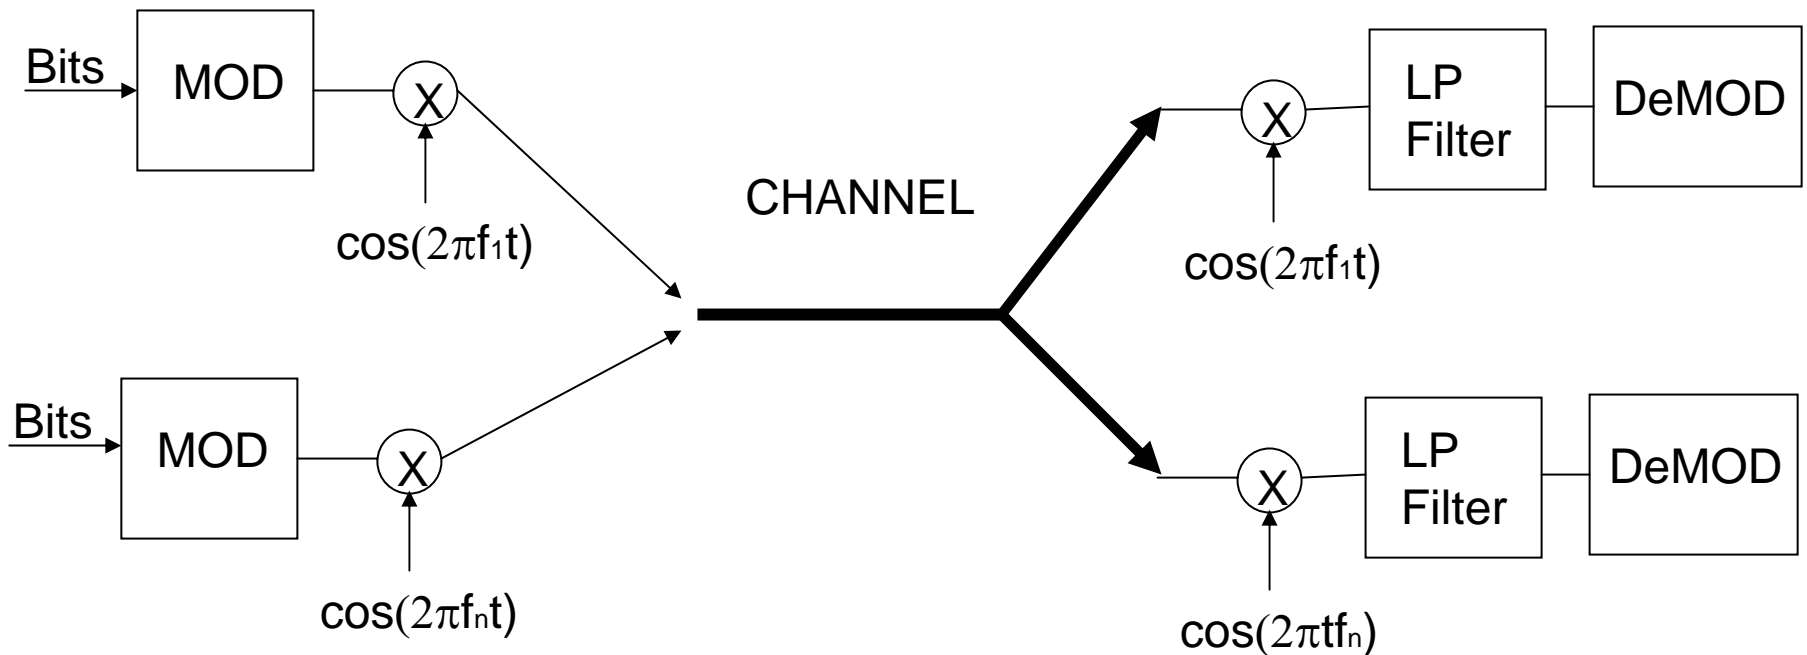 Bits
MOD
X
cos(2πf₁t)
CHANNEL
X
cos(2πf₁t)
LP
Filter
DeMOD
Bits
MOD
X
cos(2πfₙt)
X
cos(2πtfₙ)
LP
Filter
DeMOD